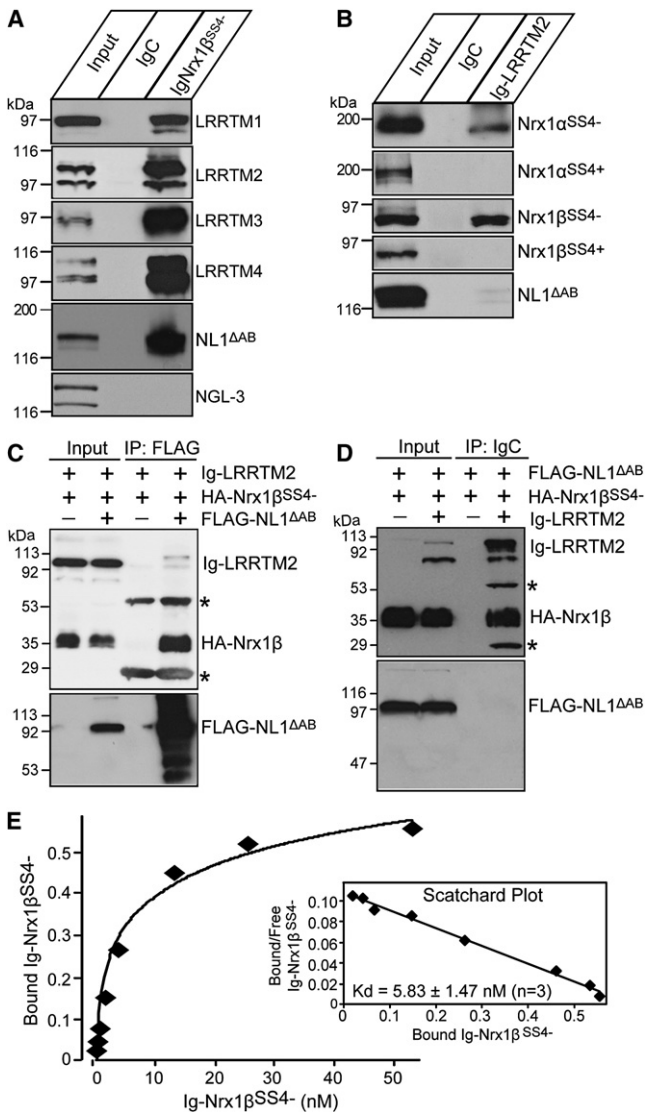 A
Input
IgC
IgNrx1βSS4-
kDa
97
LRRTM1
116
97
LRRTM2
97
LRRTM3
116
97
LRRTM4
200
116
NL1ΔAB
116
NGL-3
B
Input
IgC
Ig-LRRTM2
kDa
200
Nrx1αSS4-
200
Nrx1αSS4+
97
Nrx1βSS4-
97
Nrx1βSS4+
116
NL1ΔAB
C
Input IP: FLAG
+ + + + Ig-LRRTM2
+ + + + HA-Nrx1βSS4-
– + – + FLAG-NL1ΔAB
kDa
113
92
Ig-LRRTM2
53
*
35
HA-Nrx1β
29
*
113
92
FLAG-NL1ΔAB
53
D
Input IP: IgC
+ + + + FLAG-NL1ΔAB
+ + + + HA-Nrx1βSS4-
– + – + Ig-LRRTM2
kDa
113
92
Ig-LRRTM2
53
*
35
HA-Nrx1β
29
*
116
97
FLAG-NL1ΔAB
47
E
Bound Ig-Nrx1βSS4-
0.5
0.4
0.3
0.2
0.1
0
0 10 20 30 40 50
Ig-Nrx1βSS4- (nM)
Scatchard Plot
Bound/Free
Ig-Nrx1βSS4-
0.10
0.08
0.06
0.04
0.02
0
Kd = 5.83 ± 1.47 nM (n=3)
0 0.1 0.2 0.3 0.4 0.5
Bound Ig-Nrx1βSS4-